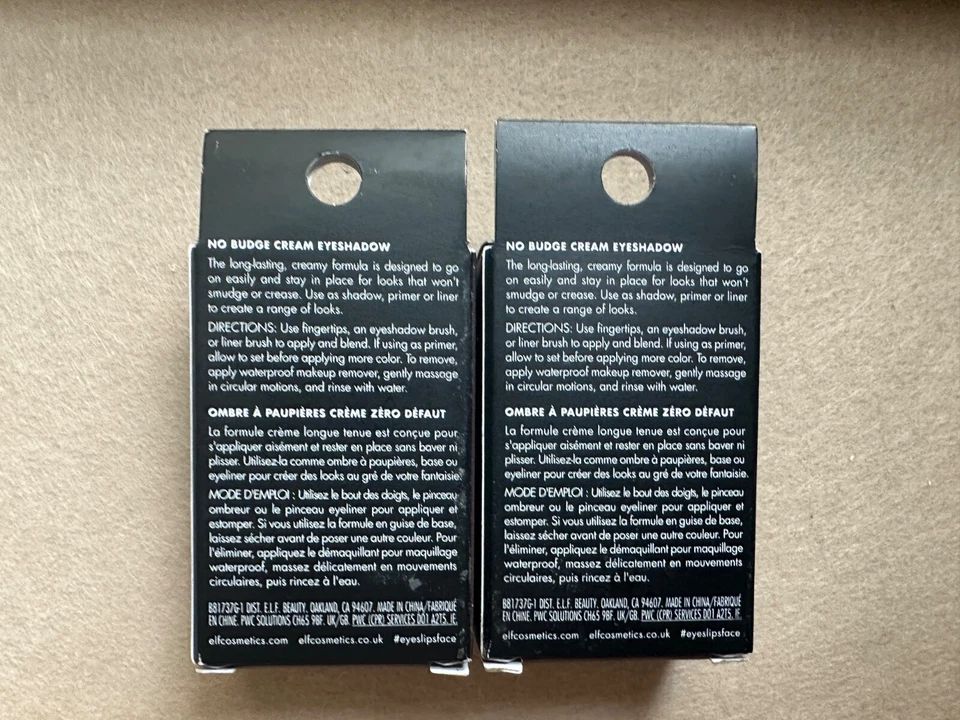 NO BUDGE CREAM EYESHADOW
The long-lasting, creamy formula is designed to go
on easily and stay in place for looks that won't
smudge or crease. Use as shadow, primer or liner
to create a range of looks.
DIRECTIONS: Use fingertips, an eyeshadow brush,
or liner brush to apply and blend. If using as primer,
allow to set before applying more color. To remove,
apply waterproof makeup remover, gently massage
in circular motions, and rinse with water.
OMBRE À PAUPIÈRES CRÈME ZÉRO DÉFAUT
La formule crème longue tenue est conçue pour
s'appliquer aisément et rester en place sans baver ni
plisser. Utilisez-la comme ombre à paupières, base ou
eyeliner pour créer des looks au gré de votre fantaisie.
MODE D'EMPLOI : Utilisez le bout des doigts, le pinceau
ombreur ou le pinceau eyeliner pour appliquer et
estomper. Si vous utilisez la formule en guise de base,
laissez sécher avant de poser une autre couleur. Pour
l'éliminer, appliquez le démaquillant pour maquillage
waterproof, massez délicatement en mouvements
circulaires, puis rincez à l'eau.
B81737G-1 DIST. E.L.F. BEAUTY. OAKLAND, CA 94607. MADE IN CHINA/FABRIQUÉ
EN CHINE. PWC SOLUTIONS CH65 9BF. UK/GB. PWC (CPR) SERVICES D01 A2T5. IE.
elfcosmetics.com elfcosmetics.co.uk #eyeslipsface
NO BUDGE CREAM EYESHADOW
The long-lasting, creamy formula is designed to go
on easily and stay in place for looks that won't
smudge or crease. Use as shadow, primer or liner
to create a range of looks.
DIRECTIONS: Use fingertips, an eyeshadow brush,
or liner brush to apply and blend. If using as primer,
allow to set before applying more color. To remove,
apply waterproof makeup remover, gently massage
in circular motions, and rinse with water.
OMBRE À PAUPIÈRES CRÈME ZÉRO DÉFAUT
La formule crème longue tenue est conçue pour
s'appliquer aisément et rester en place sans baver ni
plisser. Utilisez-la comme ombre à paupières, base ou
eyeliner pour créer des looks au gré de votre fantaisie.
MODE D'EMPLOI : Utilisez le bout des doigts, le pinceau
ombreur ou le pinceau eyeliner pour appliquer et
estomper. Si vous utilisez la formule en guise de base,
laissez sécher avant de poser une autre couleur. Pour
l'éliminer, appliquez le démaquillant pour maquillage
waterproof, massez délicatement en mouvements
circulaires, puis rincez à l'eau.
B81737G-1 DIST. E.L.F. BEAUTY. OAKLAND, CA 94607. MADE IN CHINA/FABRIQUÉ
EN CHINE. PWC SOLUTIONS CH65 9BF. UK/GB. PWC (CPR) SERVICES D01 A2T5. IE.
elfcosmetics.com elfcosmetics.co.uk #eyeslipsface